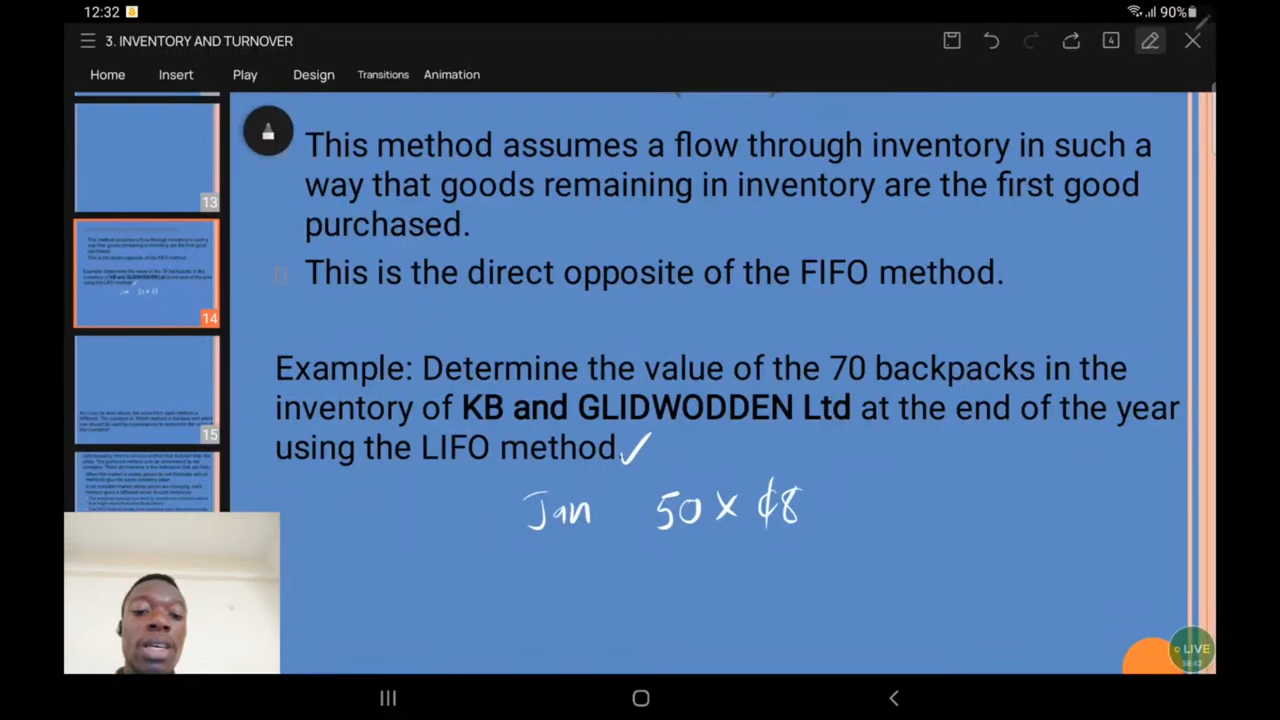 12:32
90%
3. INVENTORY AND TURNOVER
4
Home Insert Play Design Transitions Animation
13
14
15
This method assumes a flow through inventory in such a
way that goods remaining in inventory are the first good
purchased.
This is the direct opposite of the FIFO method.
Example: Determine the value of the 70 backpacks in the
inventory of KB and GLIDWODDEN Ltd at the end of the year
using the LIFO method.
Jan 50 × ¢8
LIVE
58:42